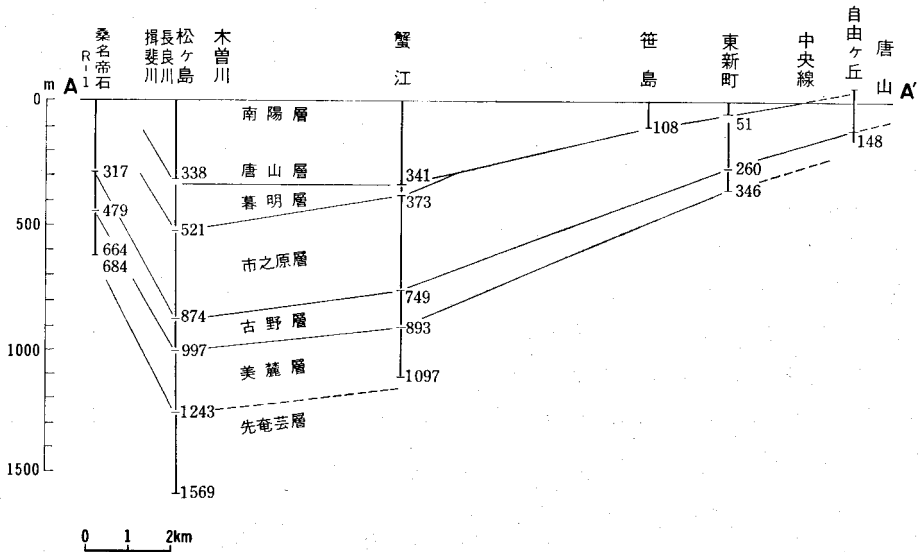 桑名帝石
R-1
揖斐川
長良川
松ヶ島
木曽川
蟹江
笹島
東新町
中央線
自由ヶ丘
唐山
m
A
A′
0
500
1000
1500
南陽層
唐山層
暮明層
市之原層
古野層
美麓層
先奄芸層
317
479
664
684
338
521
874
997
1243
1569
341
373
749
893
1097
108
51
260
346
148
0 1 2km